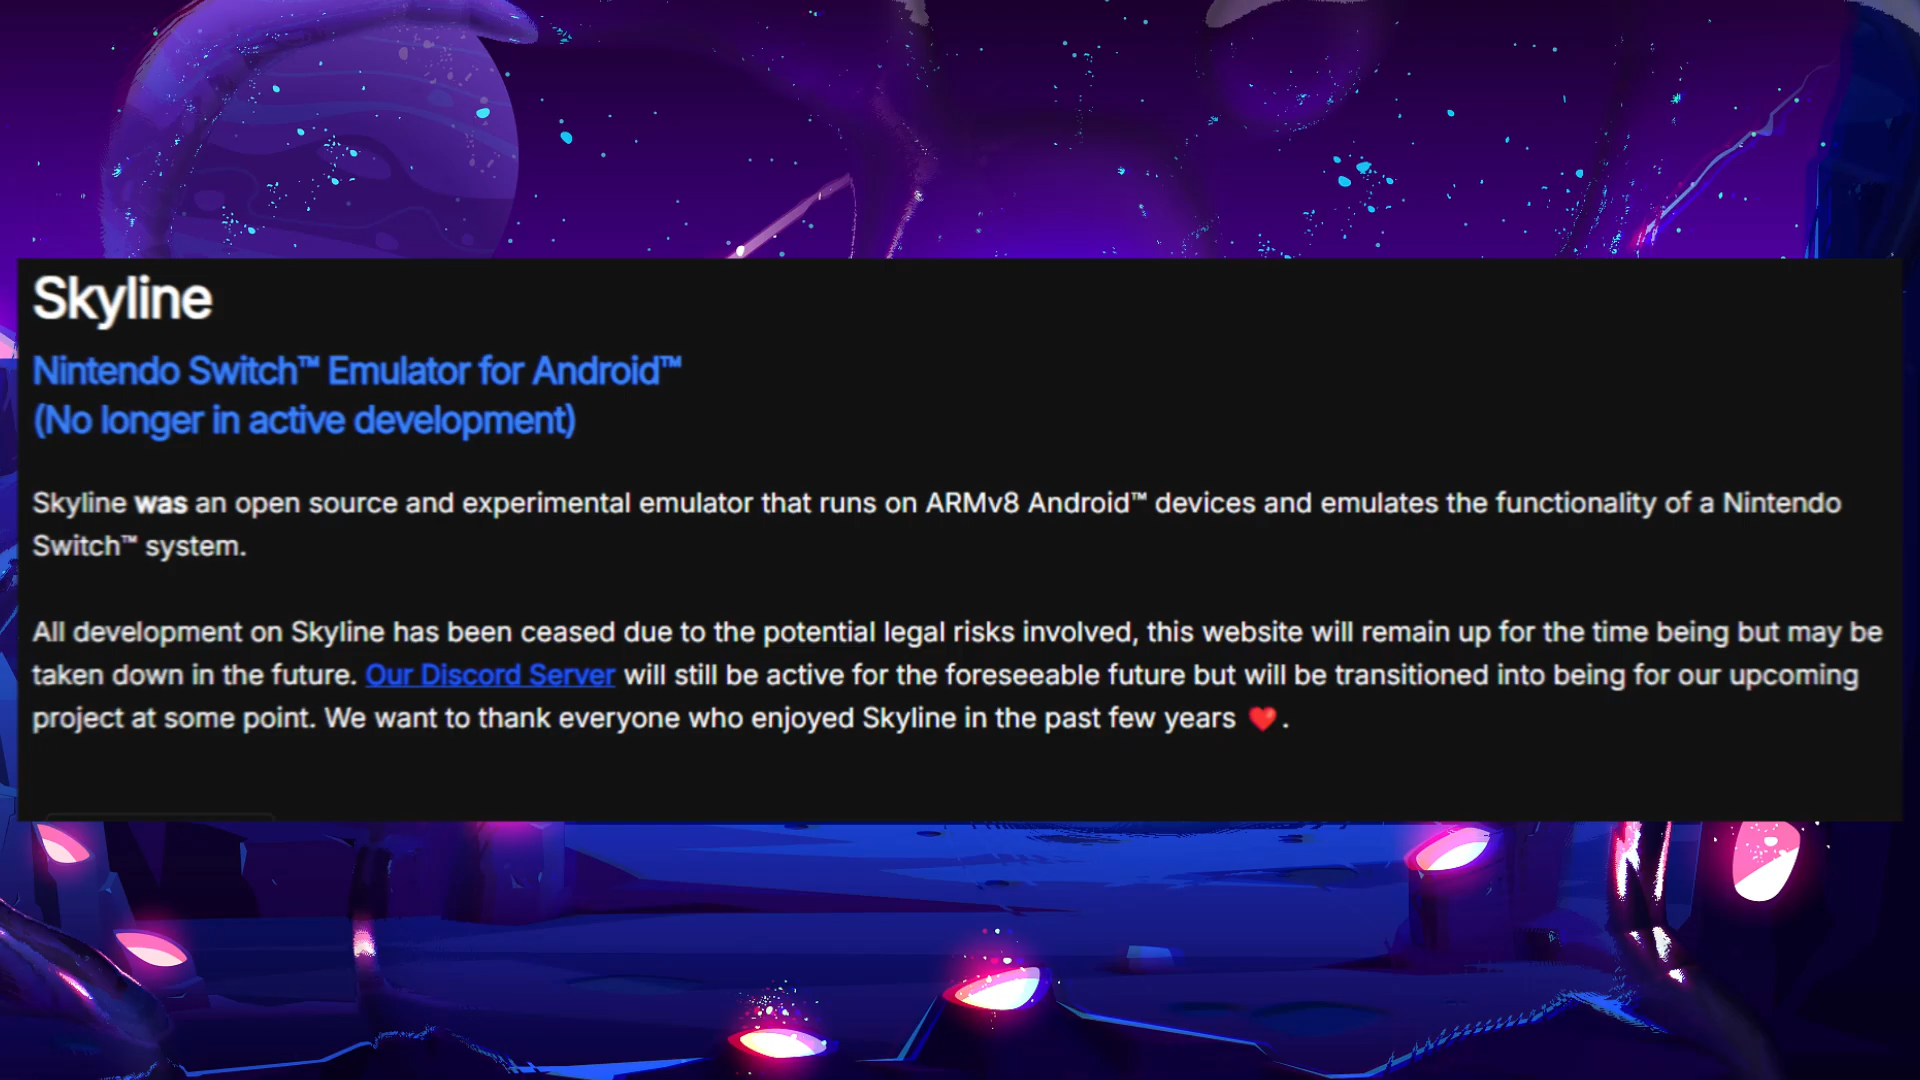 Skyline
Nintendo Switch™ Emulator for Android™
(No longer in active development)
Skyline was an open source and experimental emulator that runs on ARMv8 Android™ devices and emulates the functionality of a Nintendo
Switch™ system.
All development on Skyline has been ceased due to the potential legal risks involved, this website will remain up for the time being but may be
taken down in the future. Our Discord Server will still be active for the foreseeable future but will be transitioned into being for our upcoming
project at some point. We want to thank everyone who enjoyed Skyline in the past few years ❤️.